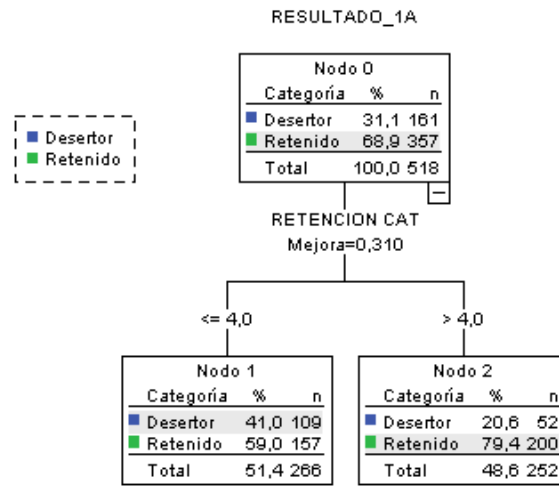 RESULTADO_1A
Nodo 0
Categoría % n
Desertor 31,1 161
Retenido 68,9 357
Total 100,0 518
Desertor
Retenido
RETENCION CAT
Mejora=0,310
<= 4,0
> 4,0
Nodo 1
Categoría % n
Desertor 41,0 109
Retenido 59,0 157
Total 51,4 266
Nodo 2
Categoría % n
Desertor 20,6 52
Retenido 79,4 200
Total 48,6 252